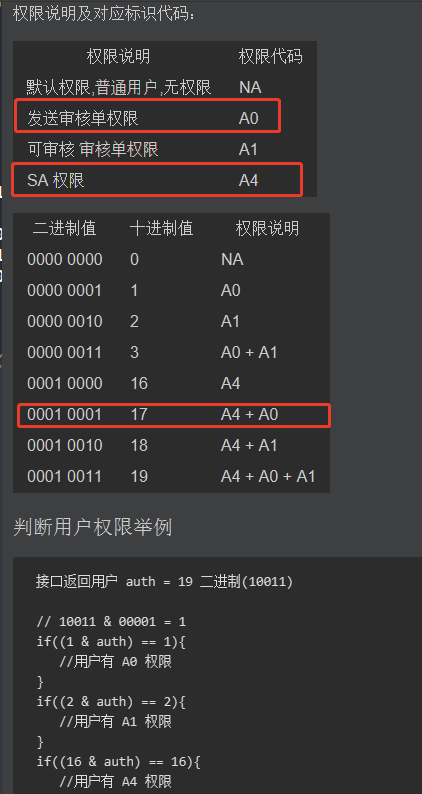 权限说明及对应标识代码：
权限说明 权限代码
默认权限,普通用户,无权限 NA
发送审核单权限 A0
可审核 审核单权限 A1
SA 权限 A4
二进制值 十进制值 权限说明
0000 0000 0 NA
0000 0001 1 A0
0000 0010 2 A1
0000 0011 3 A0 + A1
0001 0000 16 A4
0001 0001 17 A4 + A0
0001 0010 18 A4 + A1
0001 0011 19 A4 + A0 + A1
判断用户权限举例
接口返回用户 auth = 19 二进制(10011)
// 10011 & 00001 = 1
if((1 & auth) == 1){
//用户有 A0 权限
}
if((2 & auth) == 2){
//用户有 A1 权限
}
if((16 & auth) == 16){
//用户有 A4 权限